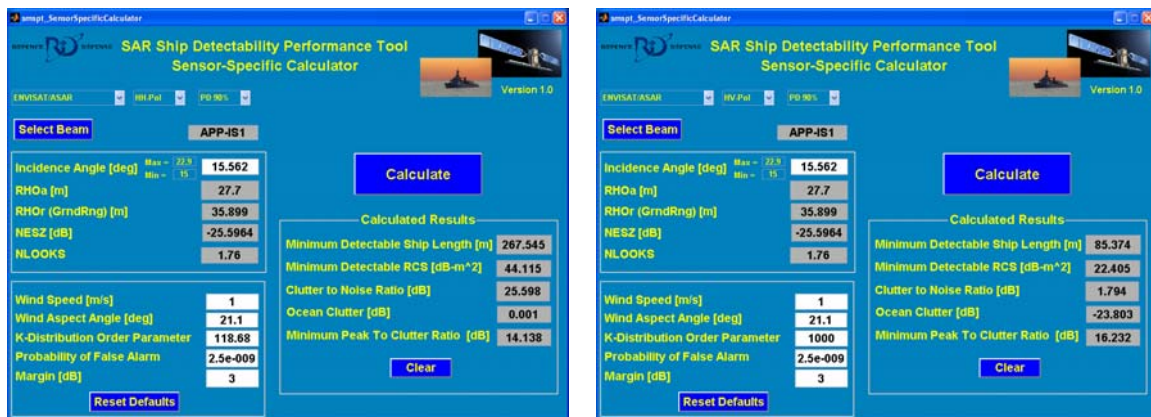 smspt_SensorSpecificCalculator
DEFENCE RD DÉFENSE
SAR Ship Detectability Performance Tool
Sensor-Specific Calculator
Version 1.0
ENVISAT/ASAR HH-Pol PD 90%
Select Beam APP-IS1
Incidence Angle [deg] Max = 22.9 Min = 15 15.562
RHOa [m] 27.7
RHOr (GrndRng) [m] 35.899
NESZ [dB] -25.5964
NLOOKS 1.76
Wind Speed [m/s] 1
Wind Aspect Angle [deg] 21.1
K-Distribution Order Parameter 118.68
Probability of False Alarm 2.5e-009
Margin [dB] 3
Reset Defaults
Calculate
Calculated Results
Minimum Detectable Ship Length [m] 267.545
Minimum Detectable RCS [dB-m^2] 44.115
Clutter to Noise Ratio [dB] 25.598
Ocean Clutter [dB] 0.001
Minimum Peak To Clutter Ratio [dB] 14.138
Clear
smspt_SensorSpecificCalculator
DEFENCE RD DÉFENSE
SAR Ship Detectability Performance Tool
Sensor-Specific Calculator
Version 1.0
ENVISAT/ASAR HV-Pol PD 90%
Select Beam APP-IS1
Incidence Angle [deg] Max = 22.9 Min = 15 15.562
RHOa [m] 27.7
RHOr (GrndRng) [m] 35.899
NESZ [dB] -25.5964
NLOOKS 1.76
Wind Speed [m/s] 1
Wind Aspect Angle [deg] 21.1
K-Distribution Order Parameter 1000
Probability of False Alarm 2.5e-009
Margin [dB] 3
Reset Defaults
Calculate
Calculated Results
Minimum Detectable Ship Length [m] 85.374
Minimum Detectable RCS [dB-m^2] 22.405
Clutter to Noise Ratio [dB] 1.794
Ocean Clutter [dB] -23.803
Minimum Peak To Clutter Ratio [dB] 16.232
Clear